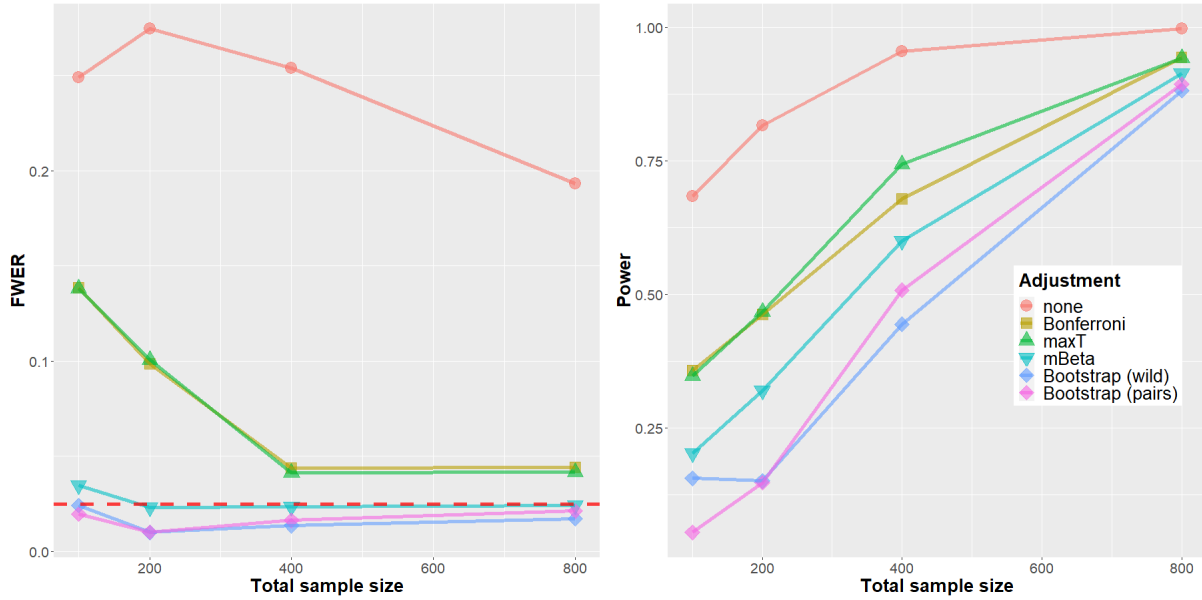 FWER
0.2
0.1
0.0
200
400
600
800
Total sample size
Power
1.00
0.75
0.50
0.25
200
400
600
800
Total sample size
Adjustment
none
Bonferroni
maxT
mBeta
Bootstrap (wild)
Bootstrap (pairs)